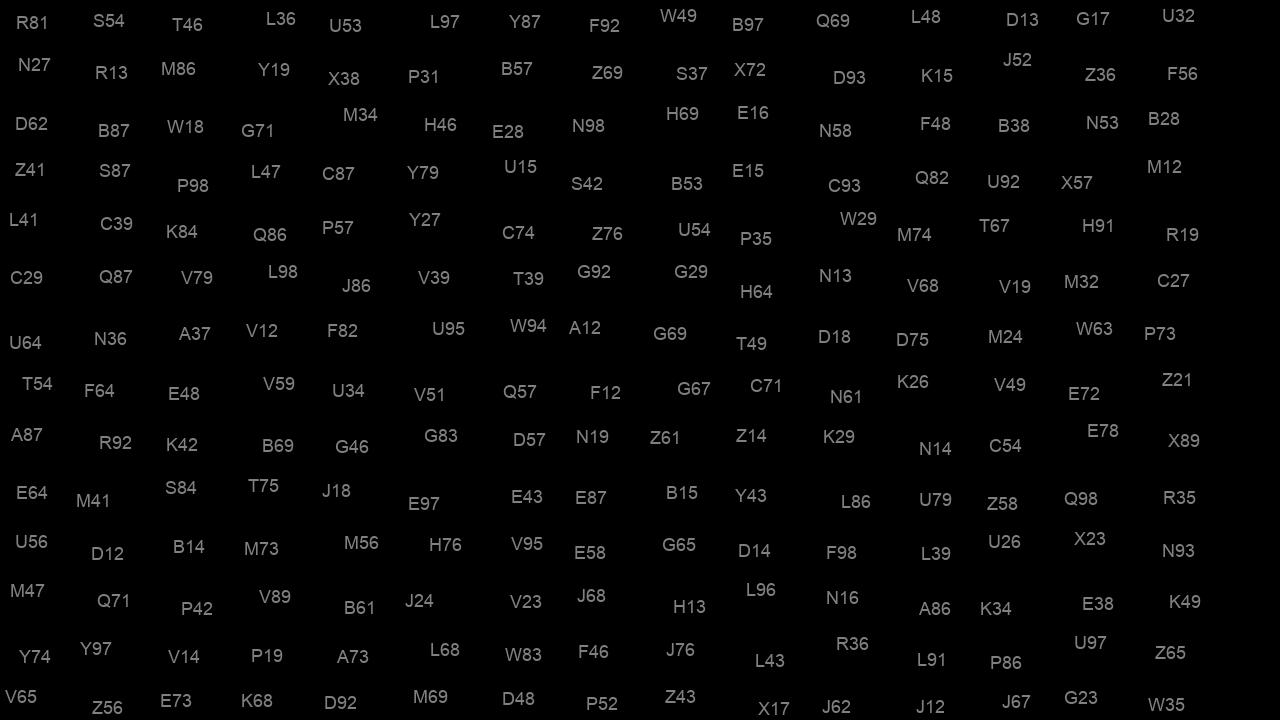 R81 S54 T46 L36 U53 L97 Y87 F92 W49 B97 Q69 L48 D13 G17 U32
N27 R13 M86 Y19 X38 P31 B57 Z69 S37 X72 D93 K15 J52 Z36 F56
D62 B87 W18 G71 M34 H46 E28 N98 H69 E16 N58 F48 B38 N53 B28
Z41 S87 P98 L47 C87 Y79 U15 S42 B53 E15 C93 Q82 U92 X57 M12
L41 C39 K84 Q86 P57 Y27 C74 Z76 U54 P35 W29 M74 T67 H91 R19
C29 Q87 V79 L98 J86 V39 T39 G92 G29 H64 N13 V68 V19 M32 C27
U64 N36 A37 V12 F82 U95 W94 A12 G69 T49 D18 D75 M24 W63 P73
T54 F64 E48 V59 U34 V51 Q57 F12 G67 C71 N61 K26 V49 E72 Z21
A87 R92 K42 B69 G46 G83 D57 N19 Z61 Z14 K29 N14 C54 E78 X89
E64 M41 S84 T75 J18 E97 E43 E87 B15 Y43 L86 U79 Z58 Q98 R35
U56 D12 B14 M73 M56 H76 V95 E58 G65 D14 F98 L39 U26 X23 N93
M47 Q71 P42 V89 B61 J24 V23 J68 H13 L96 N16 A86 K34 E38 K49
Y74 Y97 V14 P19 A73 L68 W83 F46 J76 L43 R36 L91 P86 U97 Z65
V65 Z56 E73 K68 D92 M69 D48 P52 Z43 X17 J62 J12 J67 G23 W35